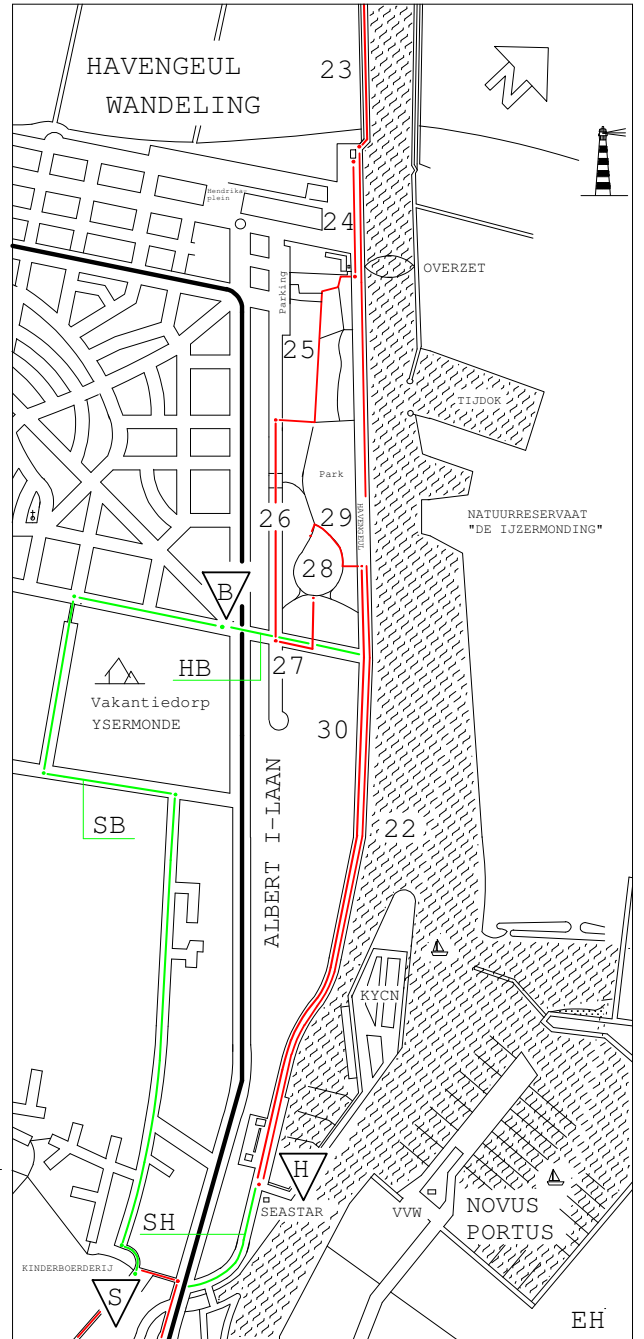 HAVENGEUL
WANDELING
23
N
Hendrika-
plein
24
OVERZET
Parking
25
TIJDOK
Park
26
29
HAVENGEUL
NATUURRESERVAAT
"DE IJZERMONDING"
28
B
HB
27
Vakantiedorp
YSERMONDE
30
ALBERT I-LAAN
SB
22
KYCN
H
SH
SEASTAR
VVW
NOVUS
PORTUS
KINDERBOERDERIJ
S
EH